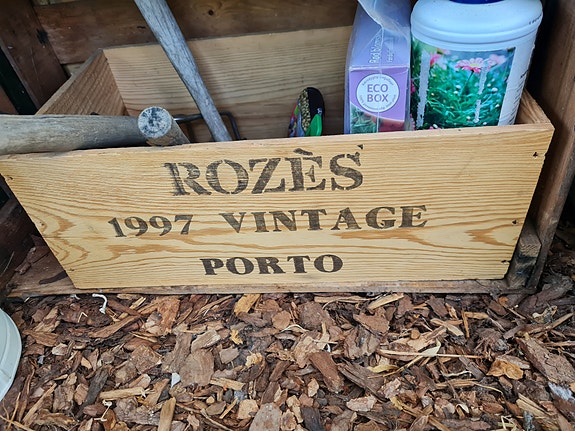 ECO
BOX
ROZÈS
1997 VINTAGE
PORTO